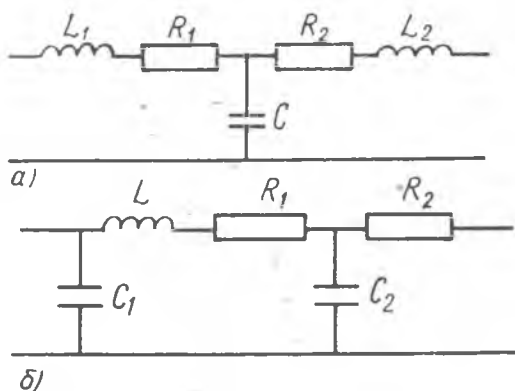 L₁ R₁ R₂ L₂
C
а)
L R₁ R₂
C₁ C₂
б)